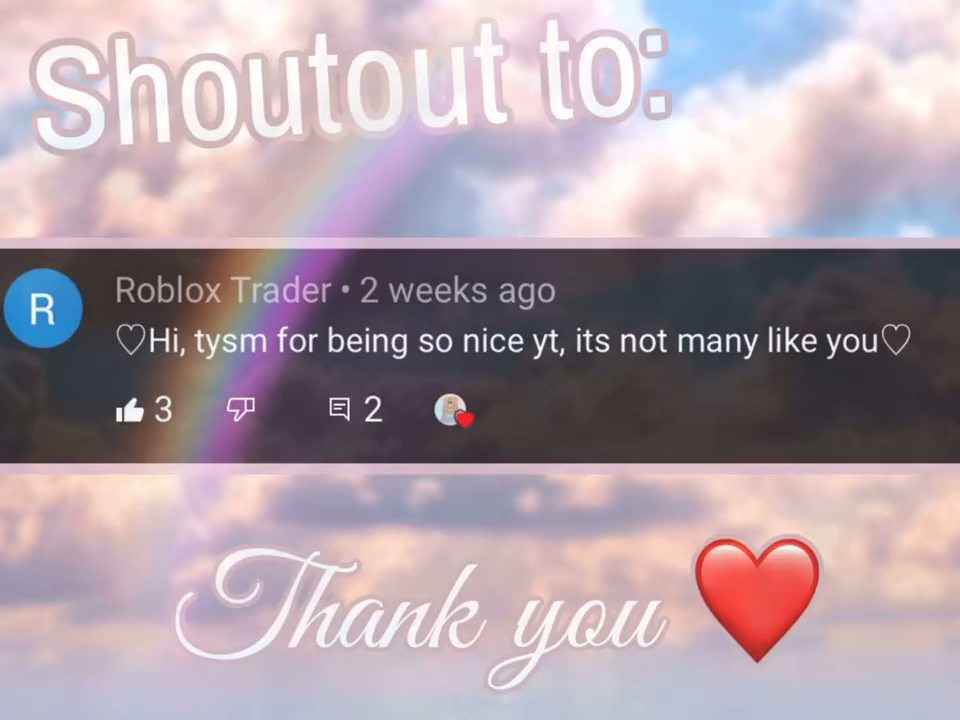 Shoutout to:
R
Roblox Trader • 2 weeks ago
♡Hi, tysm for being so nice yt, its not many like you♡
3 2
Thank you ❤️